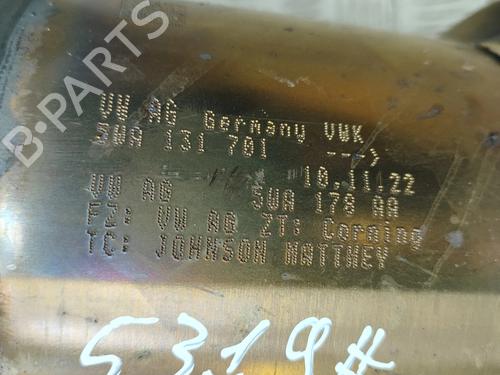 B-PARTS
VW AG Germany VWK
5WA 131 701 --->
10.11.22
VW AG 5WA 178 AA
FZ: VW AG ZT: Corning
TC: JOHNSON MATTHEY
5319#